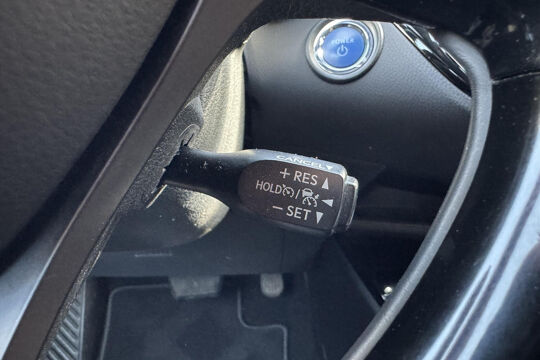 POWER
CANCEL
+ RES
HOLD /
− SET